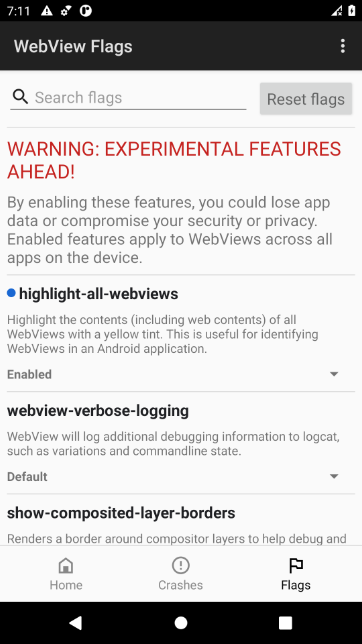 7:11
WebView Flags
Search flags
Reset flags
WARNING: EXPERIMENTAL FEATURES
AHEAD!
By enabling these features, you could lose app
data or compromise your security or privacy.
Enabled features apply to WebViews across all
apps on the device.
highlight-all-webviews
Highlight the contents (including web contents) of all
WebViews with a yellow tint. This is useful for identifying
WebViews in an Android application.
Enabled
webview-verbose-logging
WebView will log additional debugging information to logcat,
such as variations and commandline state.
Default
show-composited-layer-borders
Renders a border around compositor layers to help debug and
Home
Crashes
Flags